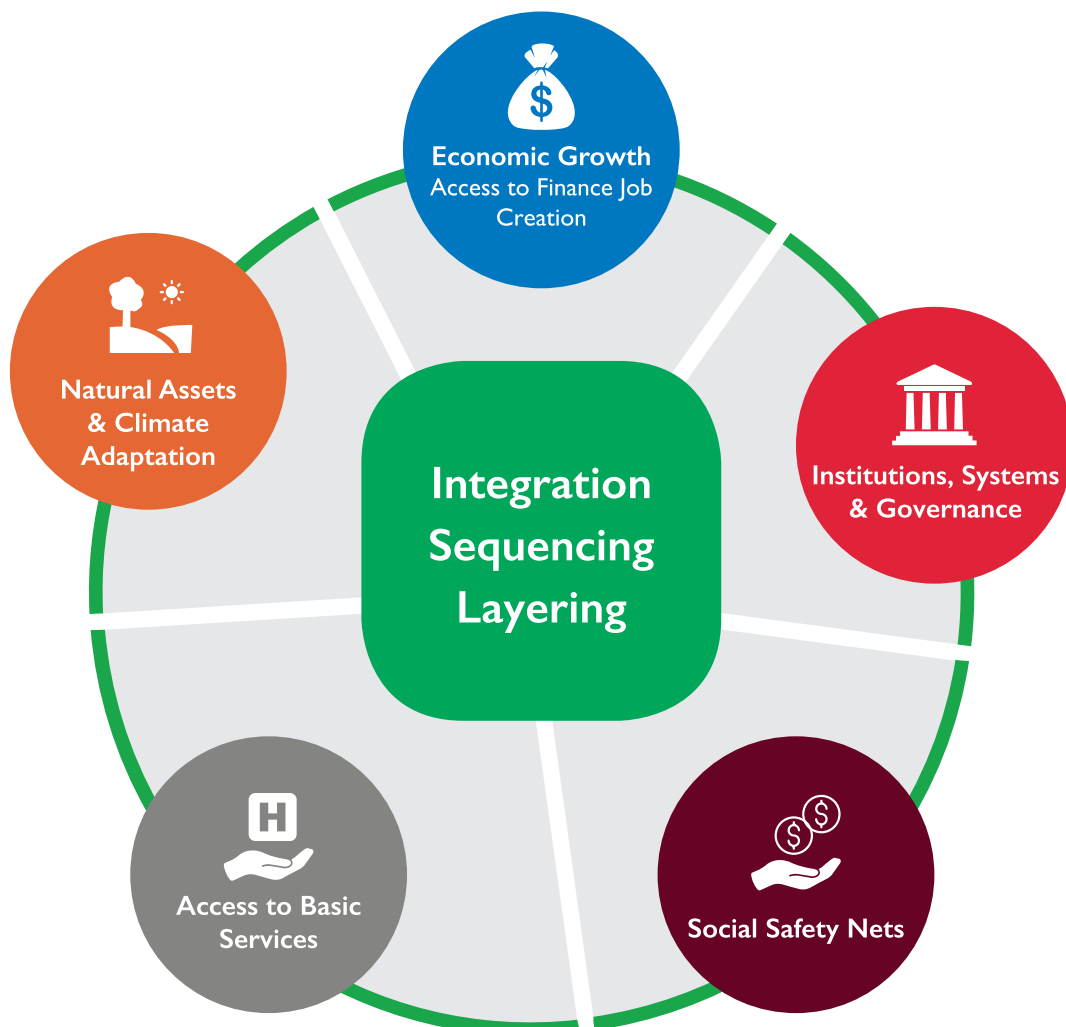 $
Economic Growth
Access to Finance Job
Creation
Natural Assets
& Climate
Adaptation
Institutions, Systems
& Governance
Integration
Sequencing
Layering
H
Access to Basic
Services
$ $
Social Safety Nets